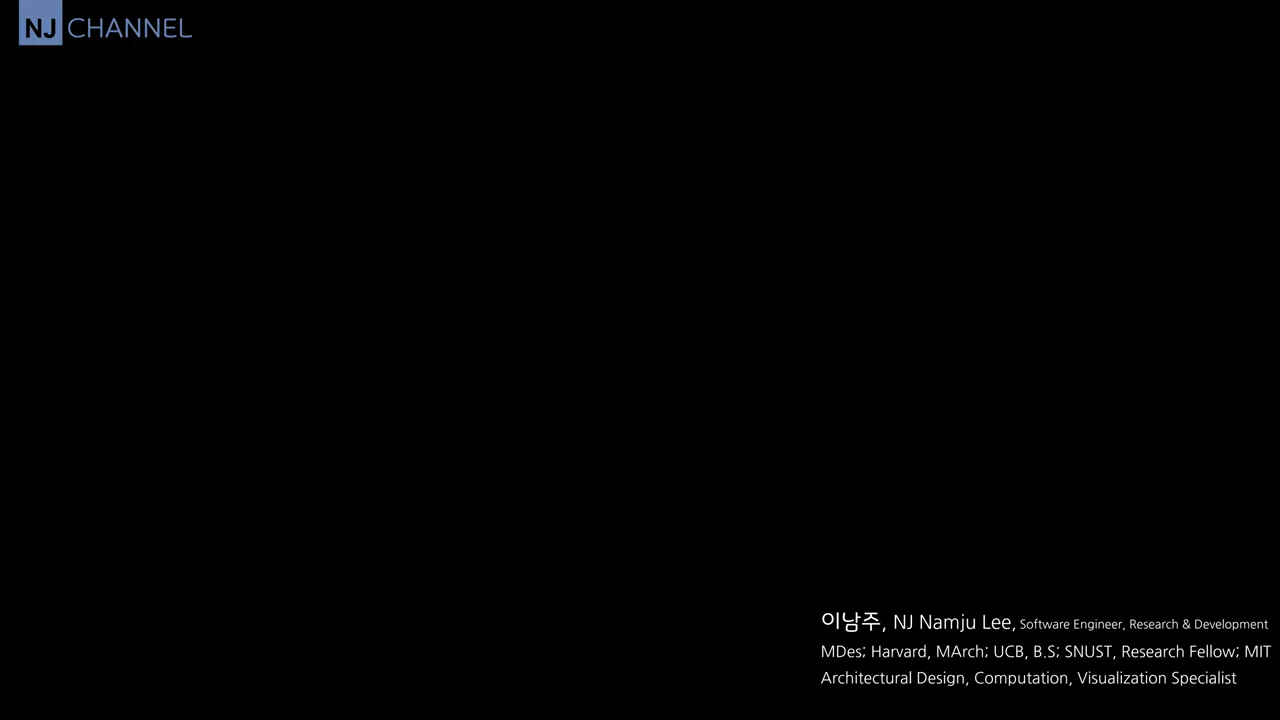 NJ CHANNEL
이남주, NJ Namju Lee, Software Engineer, Research & Development
MDes; Harvard, MArch; UCB, B.S; SNUST, Research Fellow; MIT
Architectural Design, Computation, Visualization Specialist